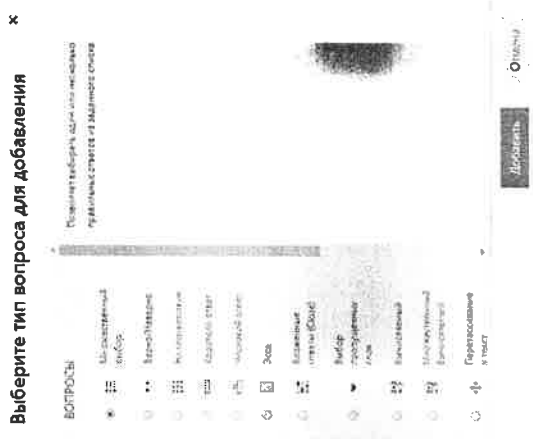 Выберите тип вопроса для добавления
×
ВОПРОСЫ
Множественный
выбор
Верно/Неверно
На соответствие
Короткий ответ
Числовой ответ
Эссе
Вложенные
ответы (Cloze)
Выбор
пропущенных
слов
Вычисляемый
Множественный
Вычисляемый
Перетаскивание
в текст
Позволяет выбирать один или несколько
правильных ответов из заданного списка.
Добавить
Отмена